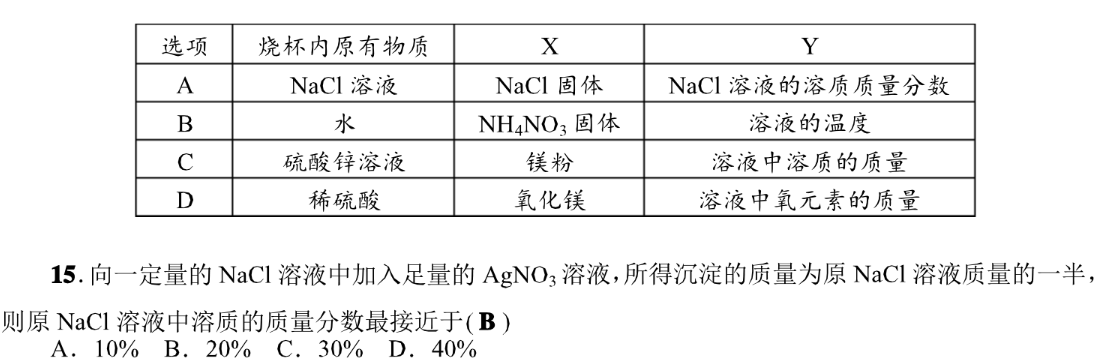 选项 烧杯内原有物质 X Y
A NaCl 溶液 NaCl 固体 NaCl 溶液的溶质质量分数
B 水 NH₄NO₃ 固体 溶液的温度
C 硫酸锌溶液 镁粉 溶液中溶质的质量
D 稀硫酸 氧化镁 溶液中氧元素的质量
15.向一定量的 NaCl 溶液中加入足量的 AgNO₃ 溶液,所得沉淀的质量为原 NaCl 溶液质量的一半,
则原 NaCl 溶液中溶质的质量分数最接近于( B )
A．10% B．20% C．30% D．40%